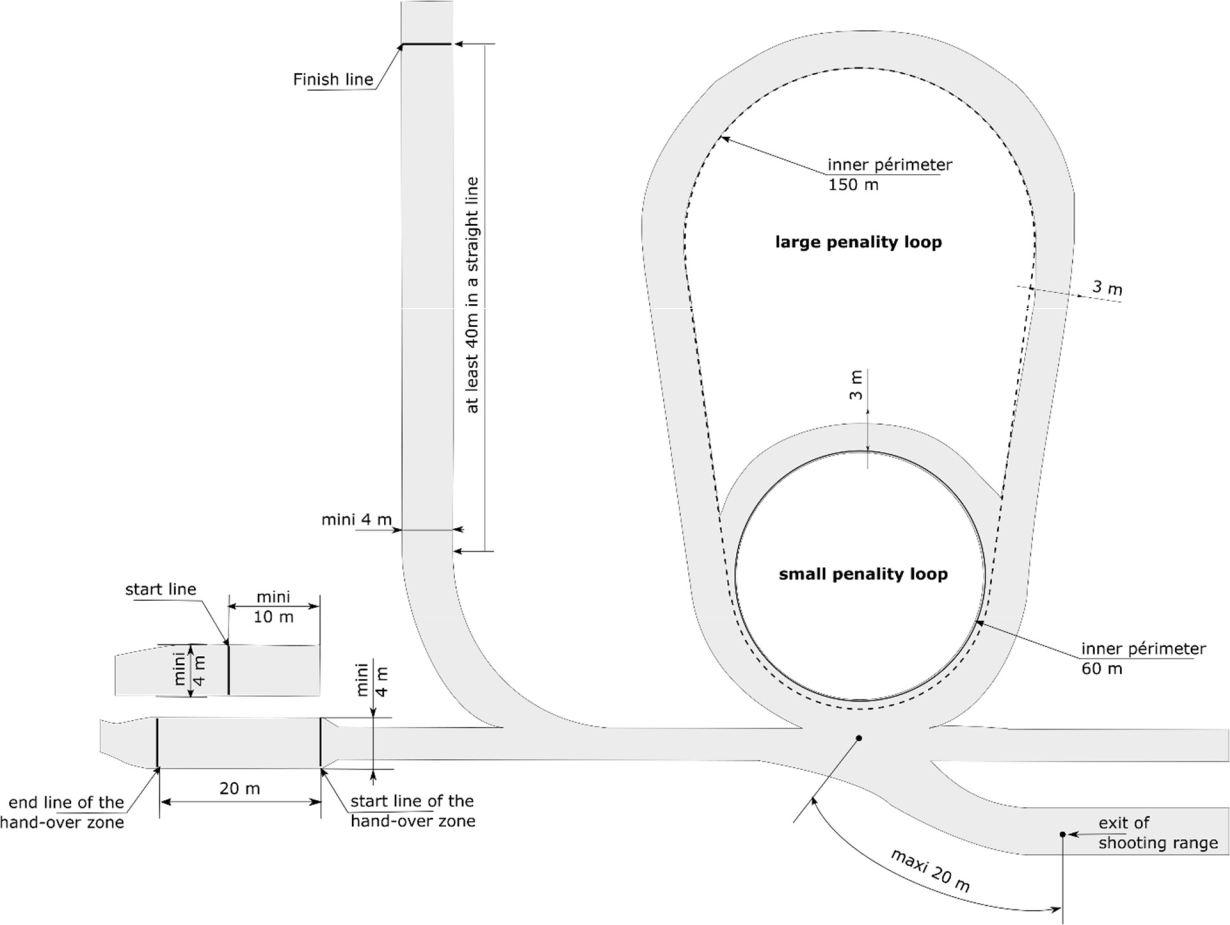 Finish line
at least 40m in a straight line
mini 4 m
inner périmeter
150 m
large penality loop
3 m
3 m
small penality loop
inner périmeter
60 m
start line
mini
10 m
mini
4 m
mini
4 m
20 m
end line of the
hand-over zone
start line of the
hand-over zone
exit of
shooting range
maxi 20 m